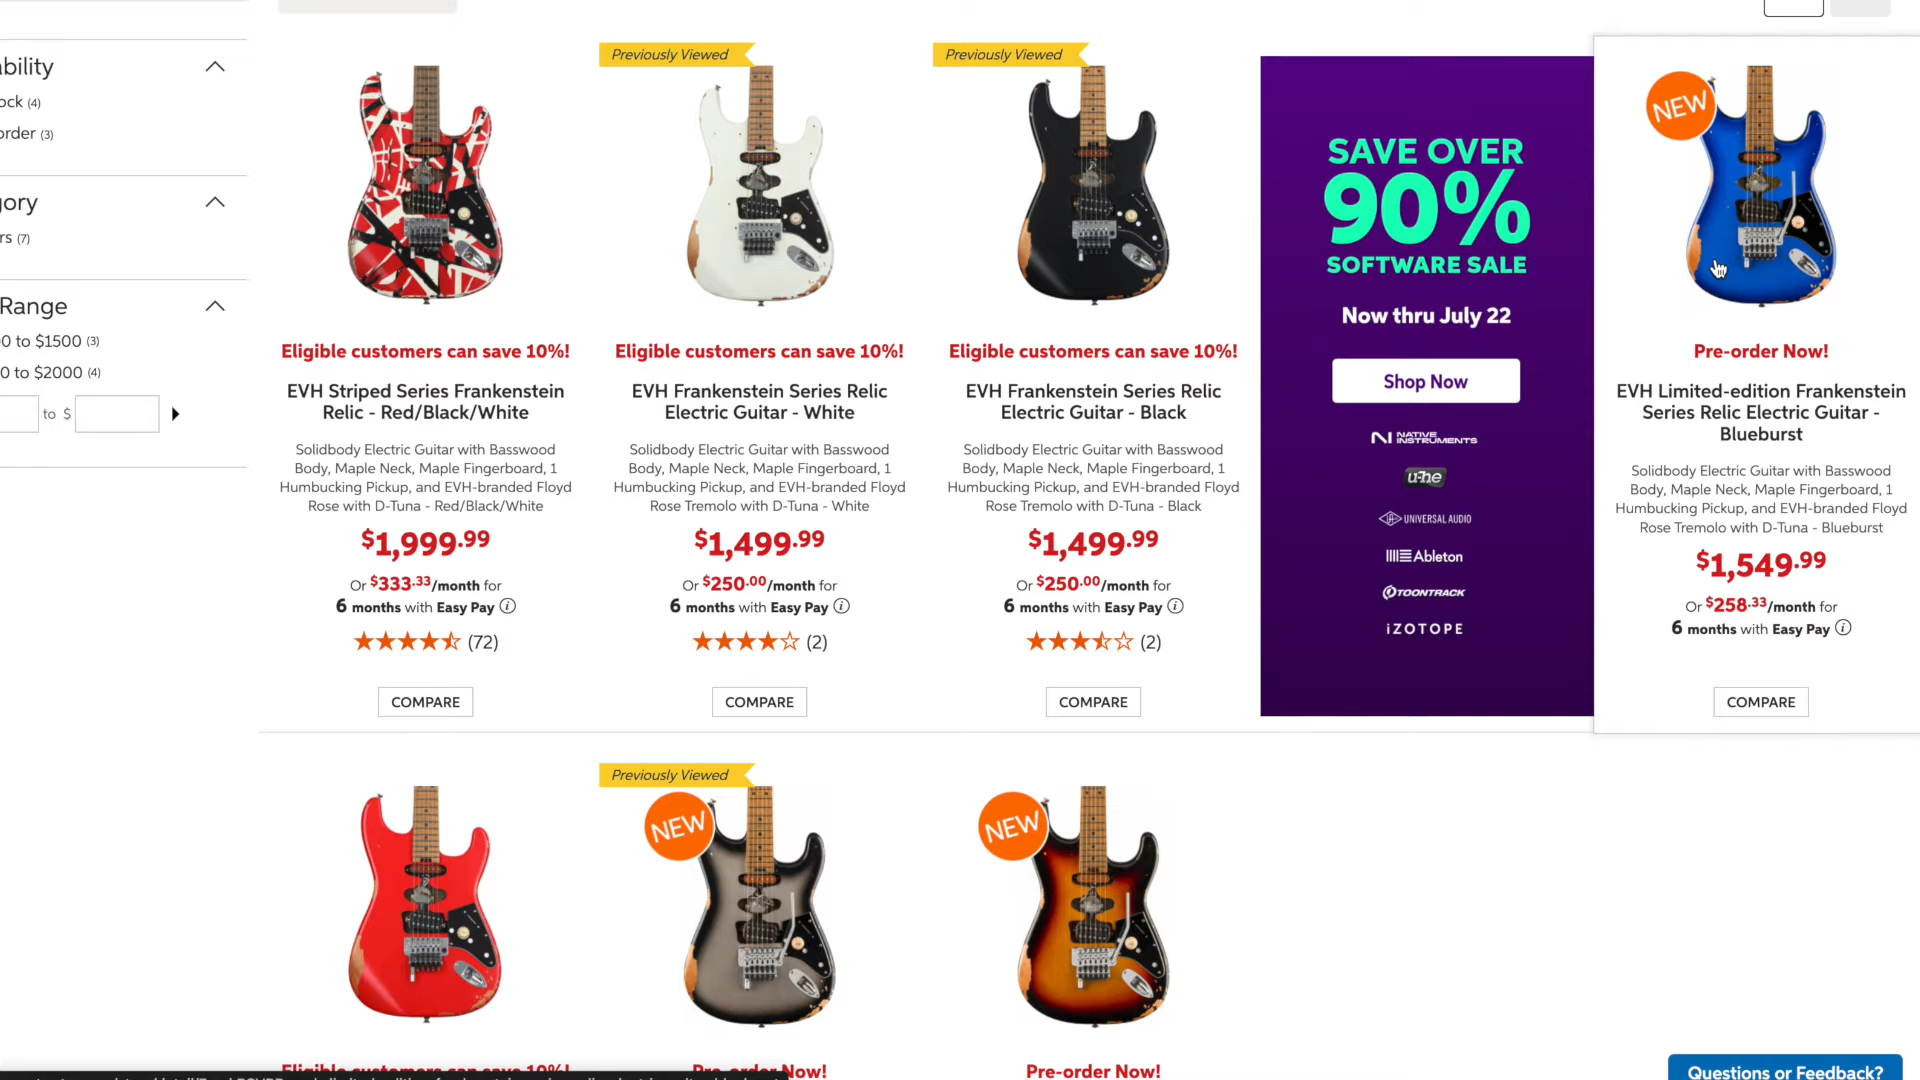 bility
ock (4)
order (3)
gory
rs (7)
Range
0 to $1500 (3)
0 to $2000 (4)
to $
Eligible customers can save 10%!
EVH Striped Series Frankenstein
Relic - Red/Black/White
Solidbody Electric Guitar with Basswood
Body, Maple Neck, Maple Fingerboard, 1
Humbucking Pickup, and EVH-branded Floyd
Rose with D-Tuna - Red/Black/White
$1,999.99
Or $333.33/month for
6 months with Easy Pay
(72)
COMPARE
Previously Viewed
Eligible customers can save 10%!
EVH Frankenstein Series Relic
Electric Guitar - White
Solidbody Electric Guitar with Basswood
Body, Maple Neck, Maple Fingerboard, 1
Humbucking Pickup, and EVH-branded Floyd
Rose Tremolo with D-Tuna - White
$1,499.99
Or $250.00/month for
6 months with Easy Pay
(2)
COMPARE
Previously Viewed
Eligible customers can save 10%!
EVH Frankenstein Series Relic
Electric Guitar - Black
Solidbody Electric Guitar with Basswood
Body, Maple Neck, Maple Fingerboard, 1
Humbucking Pickup, and EVH-branded Floyd
Rose Tremolo with D-Tuna - Black
$1,499.99
Or $250.00/month for
6 months with Easy Pay
(2)
COMPARE
SAVE OVER
90%
SOFTWARE SALE
Now thru July 22
Shop Now
NATIVE
INSTRUMENTS
u-he
UNIVERSAL AUDIO
Ableton
TOONTRACK
iZOTOPE
NEW
Pre-order Now!
EVH Limited-edition Frankenstein
Series Relic Electric Guitar -
Blueburst
Solidbody Electric Guitar with Basswood
Body, Maple Neck, Maple Fingerboard, 1
Humbucking Pickup, and EVH-branded Floyd
Rose Tremolo with D-Tuna - Blueburst
$1,549.99
Or $258.33/month for
6 months with Easy Pay
COMPARE
Eligible customers can save 10%!
Previously Viewed
NEW
Pre-order Now!
NEW
Pre-order Now!
Questions or Feedback?